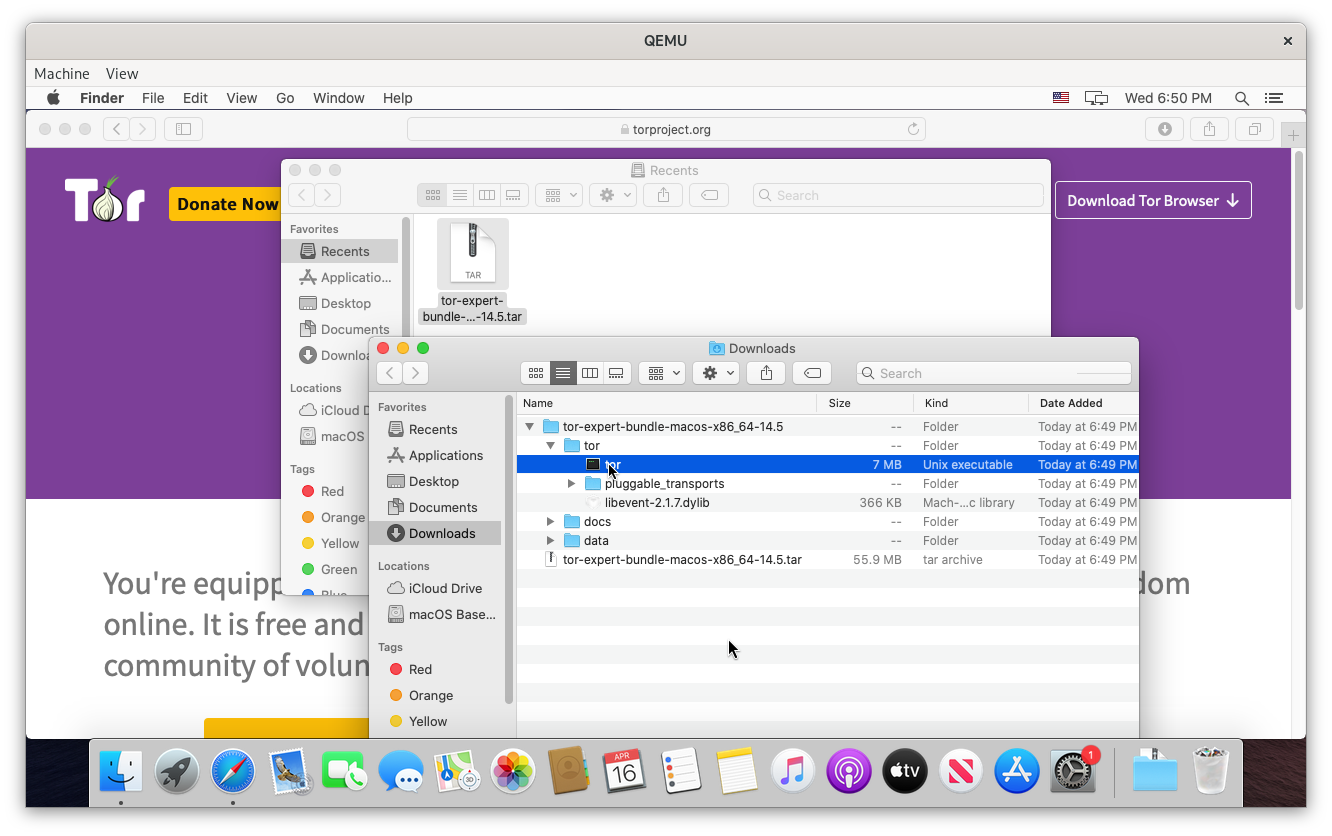 QEMU
Machine View
Finder File Edit View Go Window Help Wed 6:50 PM
torproject.org
Tor
Donate Now
Download Tor Browser
Recents
Search
Favorites
Recents
Applicatio...
Desktop
Documents
Locations
macOS
Tags
Red
Orange
Yellow
Green
TAR
tor-expert-
bundle-...-14.5.tar
Downloads
Search
Favorites
Recents
Applications
Desktop
Documents
Downloads
Locations
iCloud Drive
macOS Base...
Tags
Red
Orange
Yellow
Name Size Kind Date Added
tor-expert-bundle-macos-x86_64-14.5 -- Folder Today at 6:49 PM
tor -- Folder Today at 6:49 PM
tor 7 MB Unix executable Today at 6:49 PM
pluggable_transports -- Folder Today at 6:49 PM
libevent-2.1.7.dylib 366 KB Mach-...c library Today at 6:49 PM
docs -- Folder Today at 6:49 PM
data -- Folder Today at 6:49 PM
tor-expert-bundle-macos-x86_64-14.5.tar 55.9 MB tar archive Today at 6:49 PM
You're equipp
online. It is free and
community of volun
dom
APR
16
3D
tv
1